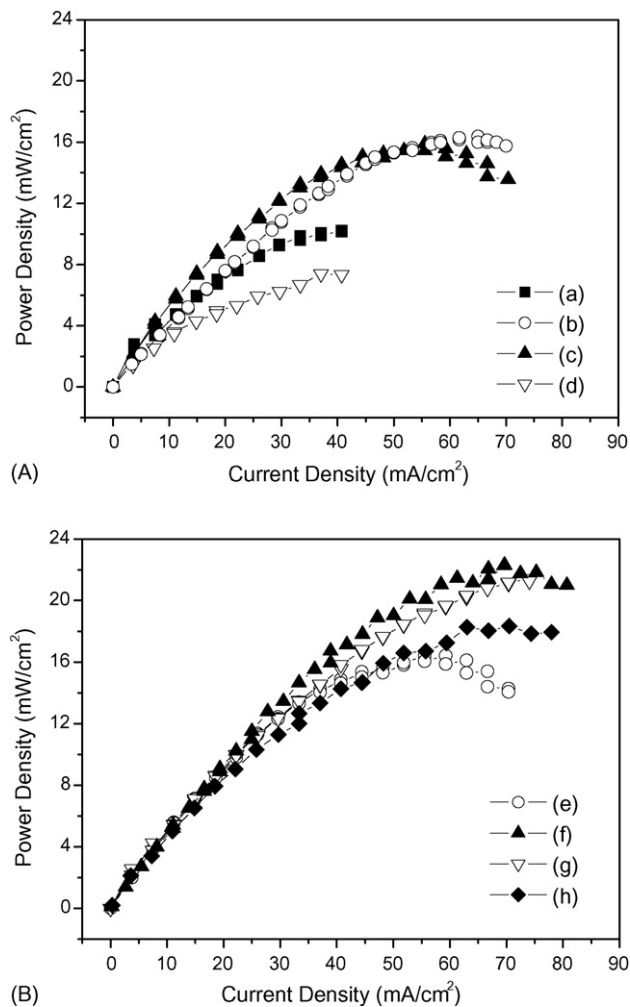 24
20
16
12
8
4
0
Power Density (mW/cm²)
(a)
(b)
(c)
(d)
0 10 20 30 40 50 60 70 80 90
Current Density (mA/cm²)
(A)
24
20
16
12
8
4
0
Power Density (mW/cm²)
(e)
(f)
(g)
(h)
0 10 20 30 40 50 60 70 80 90
Current Density (mA/cm²)
(B)